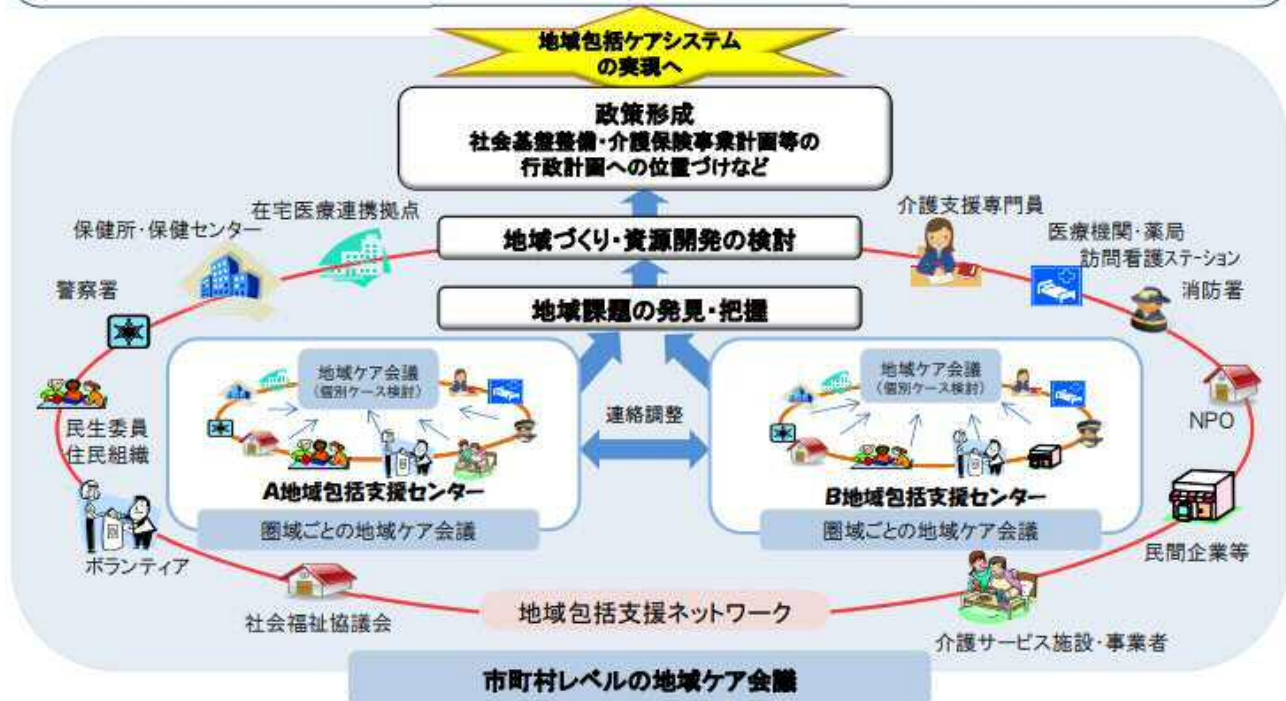 地域包括ケアシステム
の実現へ
政策形成
社会基盤整備・介護保険事業計画等の
行政計画への位置づけなど
在宅医療連携拠点
保健所・保健センター
介護支援専門員
医療機関・薬局
訪問看護ステーション
地域づくり・資源開発の検討
警察署
消防署
地域課題の発見・把握
地域ケア会議
(個別ケース検討)
地域ケア会議
(個別ケース検討)
連絡調整
民生委員
住民組織
NPO
A地域包括支援センター
B地域包括支援センター
圏域ごとの地域ケア会議
圏域ごとの地域ケア会議
ボランティア
民間企業等
社会福祉協議会
地域包括支援ネットワーク
介護サービス施設・事業者
市町村レベルの地域ケア会議